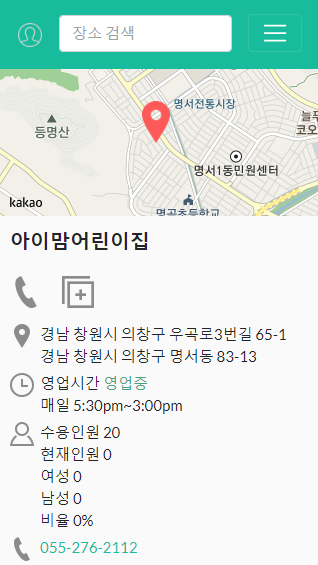 장소 검색
명서전통시장
등명산
늘푸
코오
명서1동민원센터
kakao
명곡초등학교
아이맘어린이집
경남 창원시 의창구 우곡로3번길 65-1
경남 창원시 의창구 명서동 83-13
영업시간 영업중
매일 5:30pm~3:00pm
수용인원 20
현재인원 0
여성 0
남성 0
비율 0%
055-276-2112